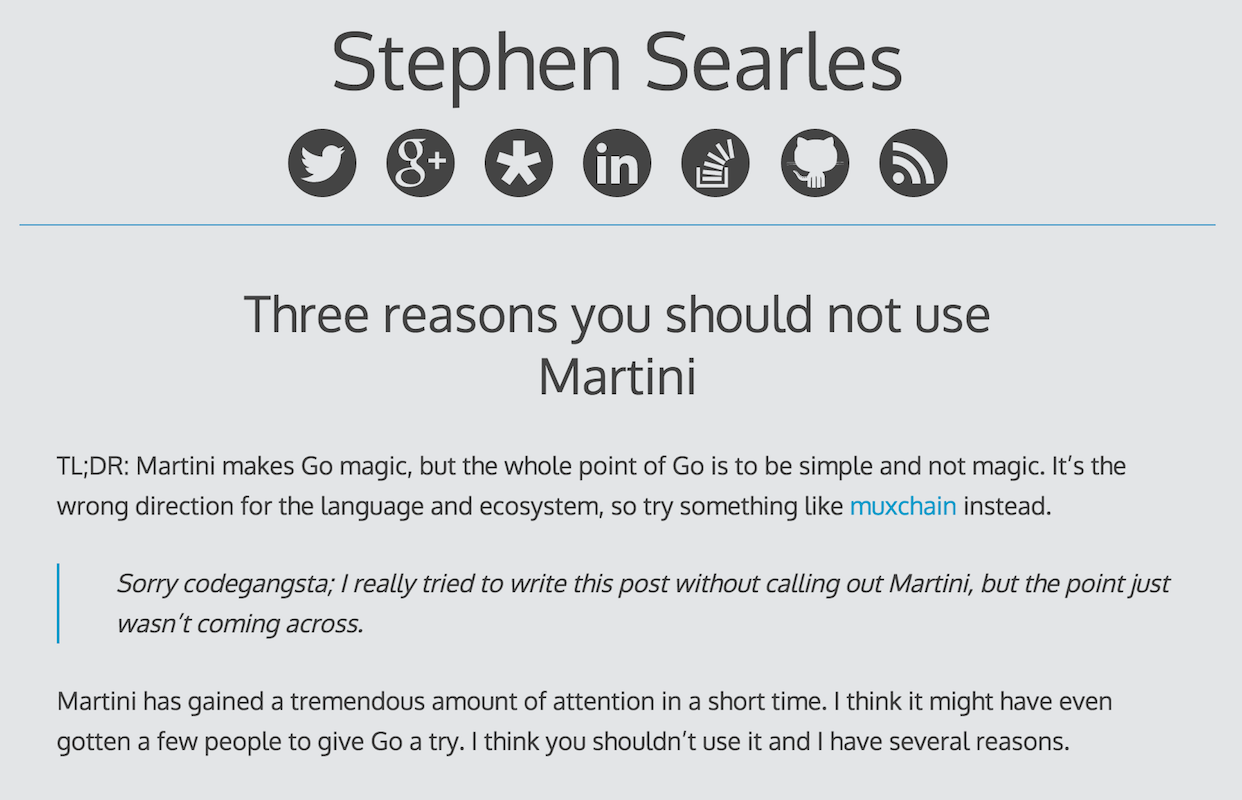 Stephen Searles
g+
in
Three reasons you should not use
Martini
TL;DR: Martini makes Go magic, but the whole point of Go is to be simple and not magic. It’s the
wrong direction for the language and ecosystem, so try something like muxchain instead.
Sorry codegangsta; I really tried to write this post without calling out Martini, but the point just
wasn’t coming across.
Martini has gained a tremendous amount of attention in a short time. I think it might have even
gotten a few people to give Go a try. I think you shouldn’t use it and I have several reasons.